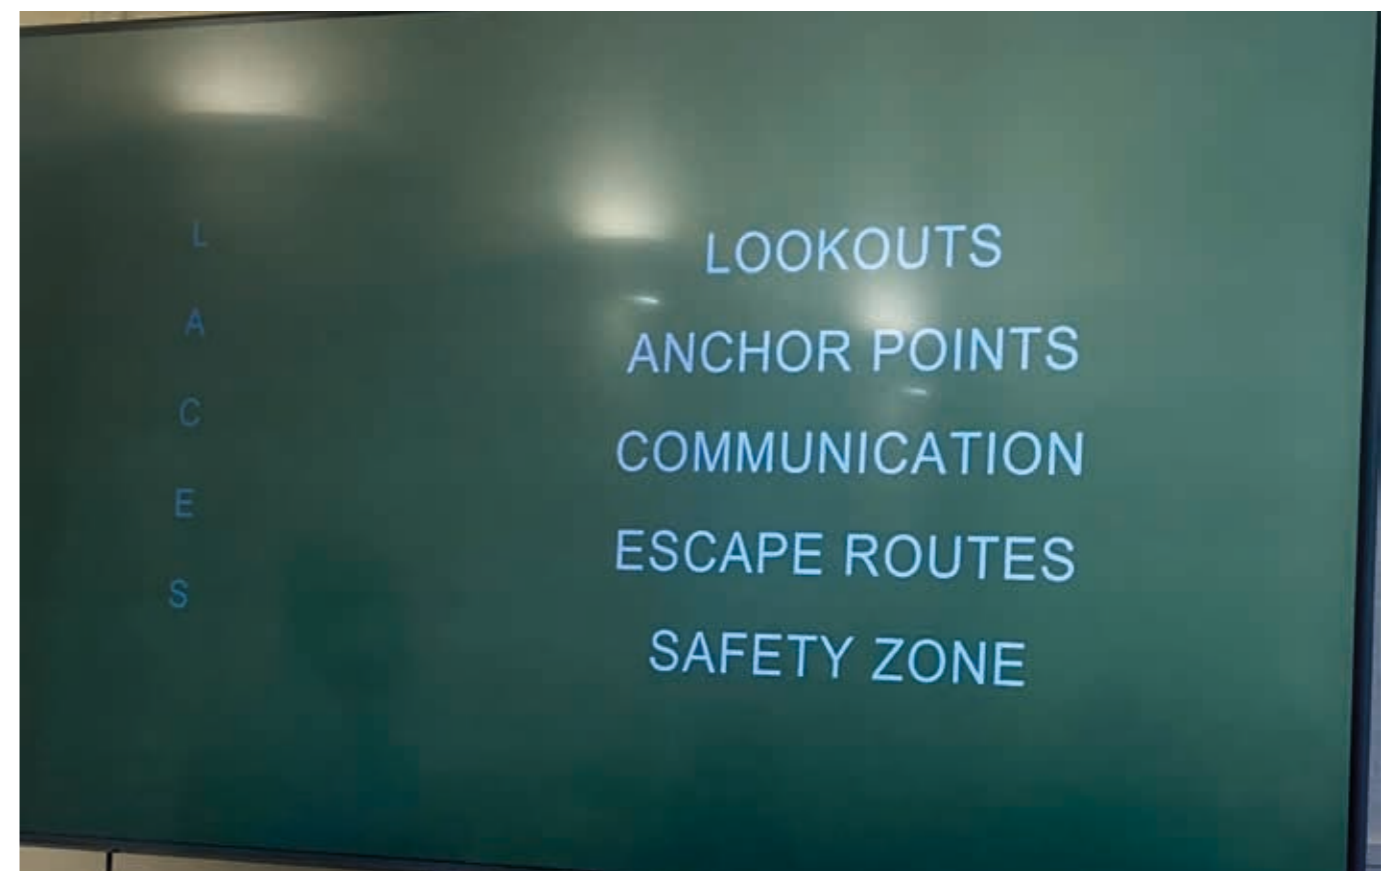 L LOOKOUTS
A ANCHOR POINTS
C COMMUNICATION
E ESCAPE ROUTES
S SAFETY ZONE